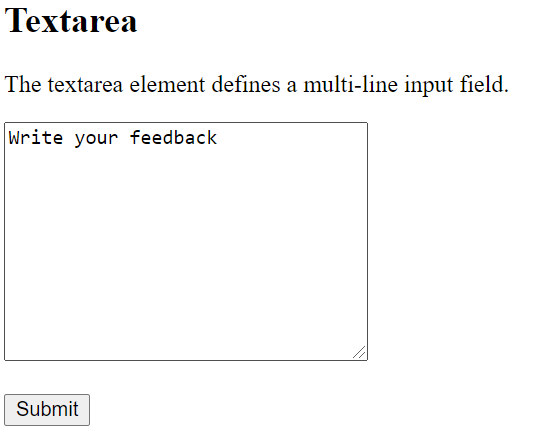 Textarea
The textarea element defines a multi-line input field.
Write your feedback
Submit